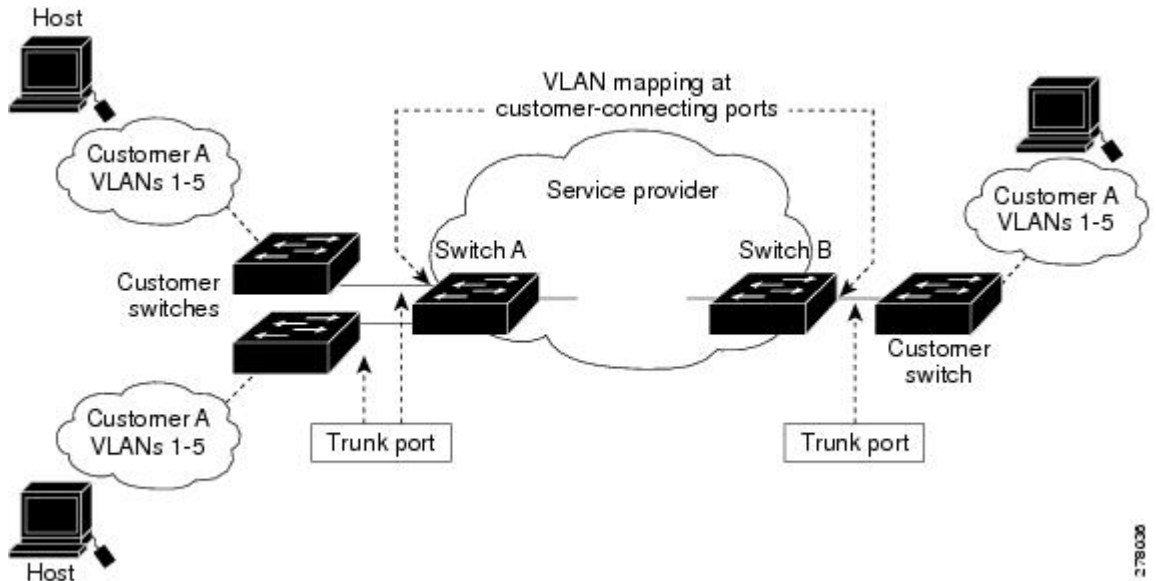 Host
VLAN mapping at
customer-connecting ports
Customer A
VLANs 1-5
Service provider
Customer A
VLANs 1-5
Switch A
Switch B
Customer
switches
Customer
switch
Customer A
VLANs 1-5
Trunk port
Trunk port
Host
278036